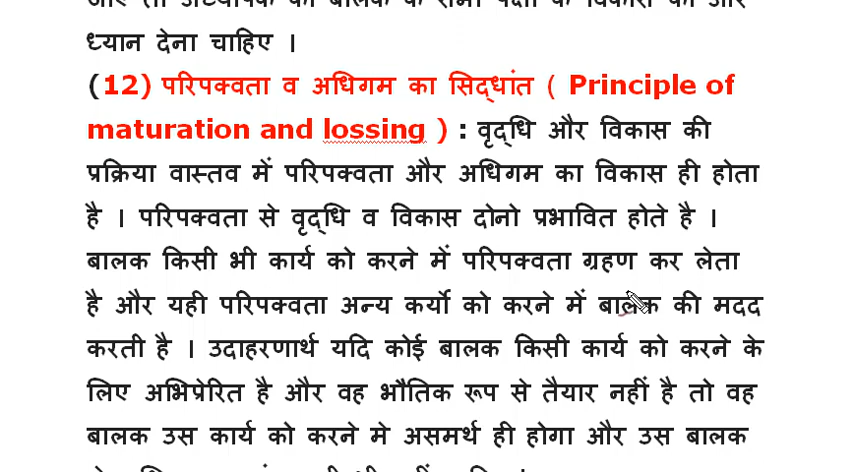 ध्यान देना चाहिए ।
(12) परिपक्वता व अधिगम का सिद्धांत ( Principle of
maturation and lossing ) : वृद्धि और विकास की
प्रक्रिया वास्तव में परिपक्वता और अधिगम का विकास ही होता
है । परिपक्वता से वृद्धि व विकास दोनो प्रभावित होते है ।
बालक किसी भी कार्य को करने में परिपक्वता ग्रहण कर लेता
है और यही परिपक्वता अन्य कर्यो को करने में बालक की मदद
करती है । उदाहरणार्थ यदि कोई बालक किसी कार्य को करने के
लिए अभिप्रेरित है और वह भौतिक रूप से तैयार नहीं है तो वह
बालक उस कार्य को करने मे असमर्थ ही होगा और उस बालक